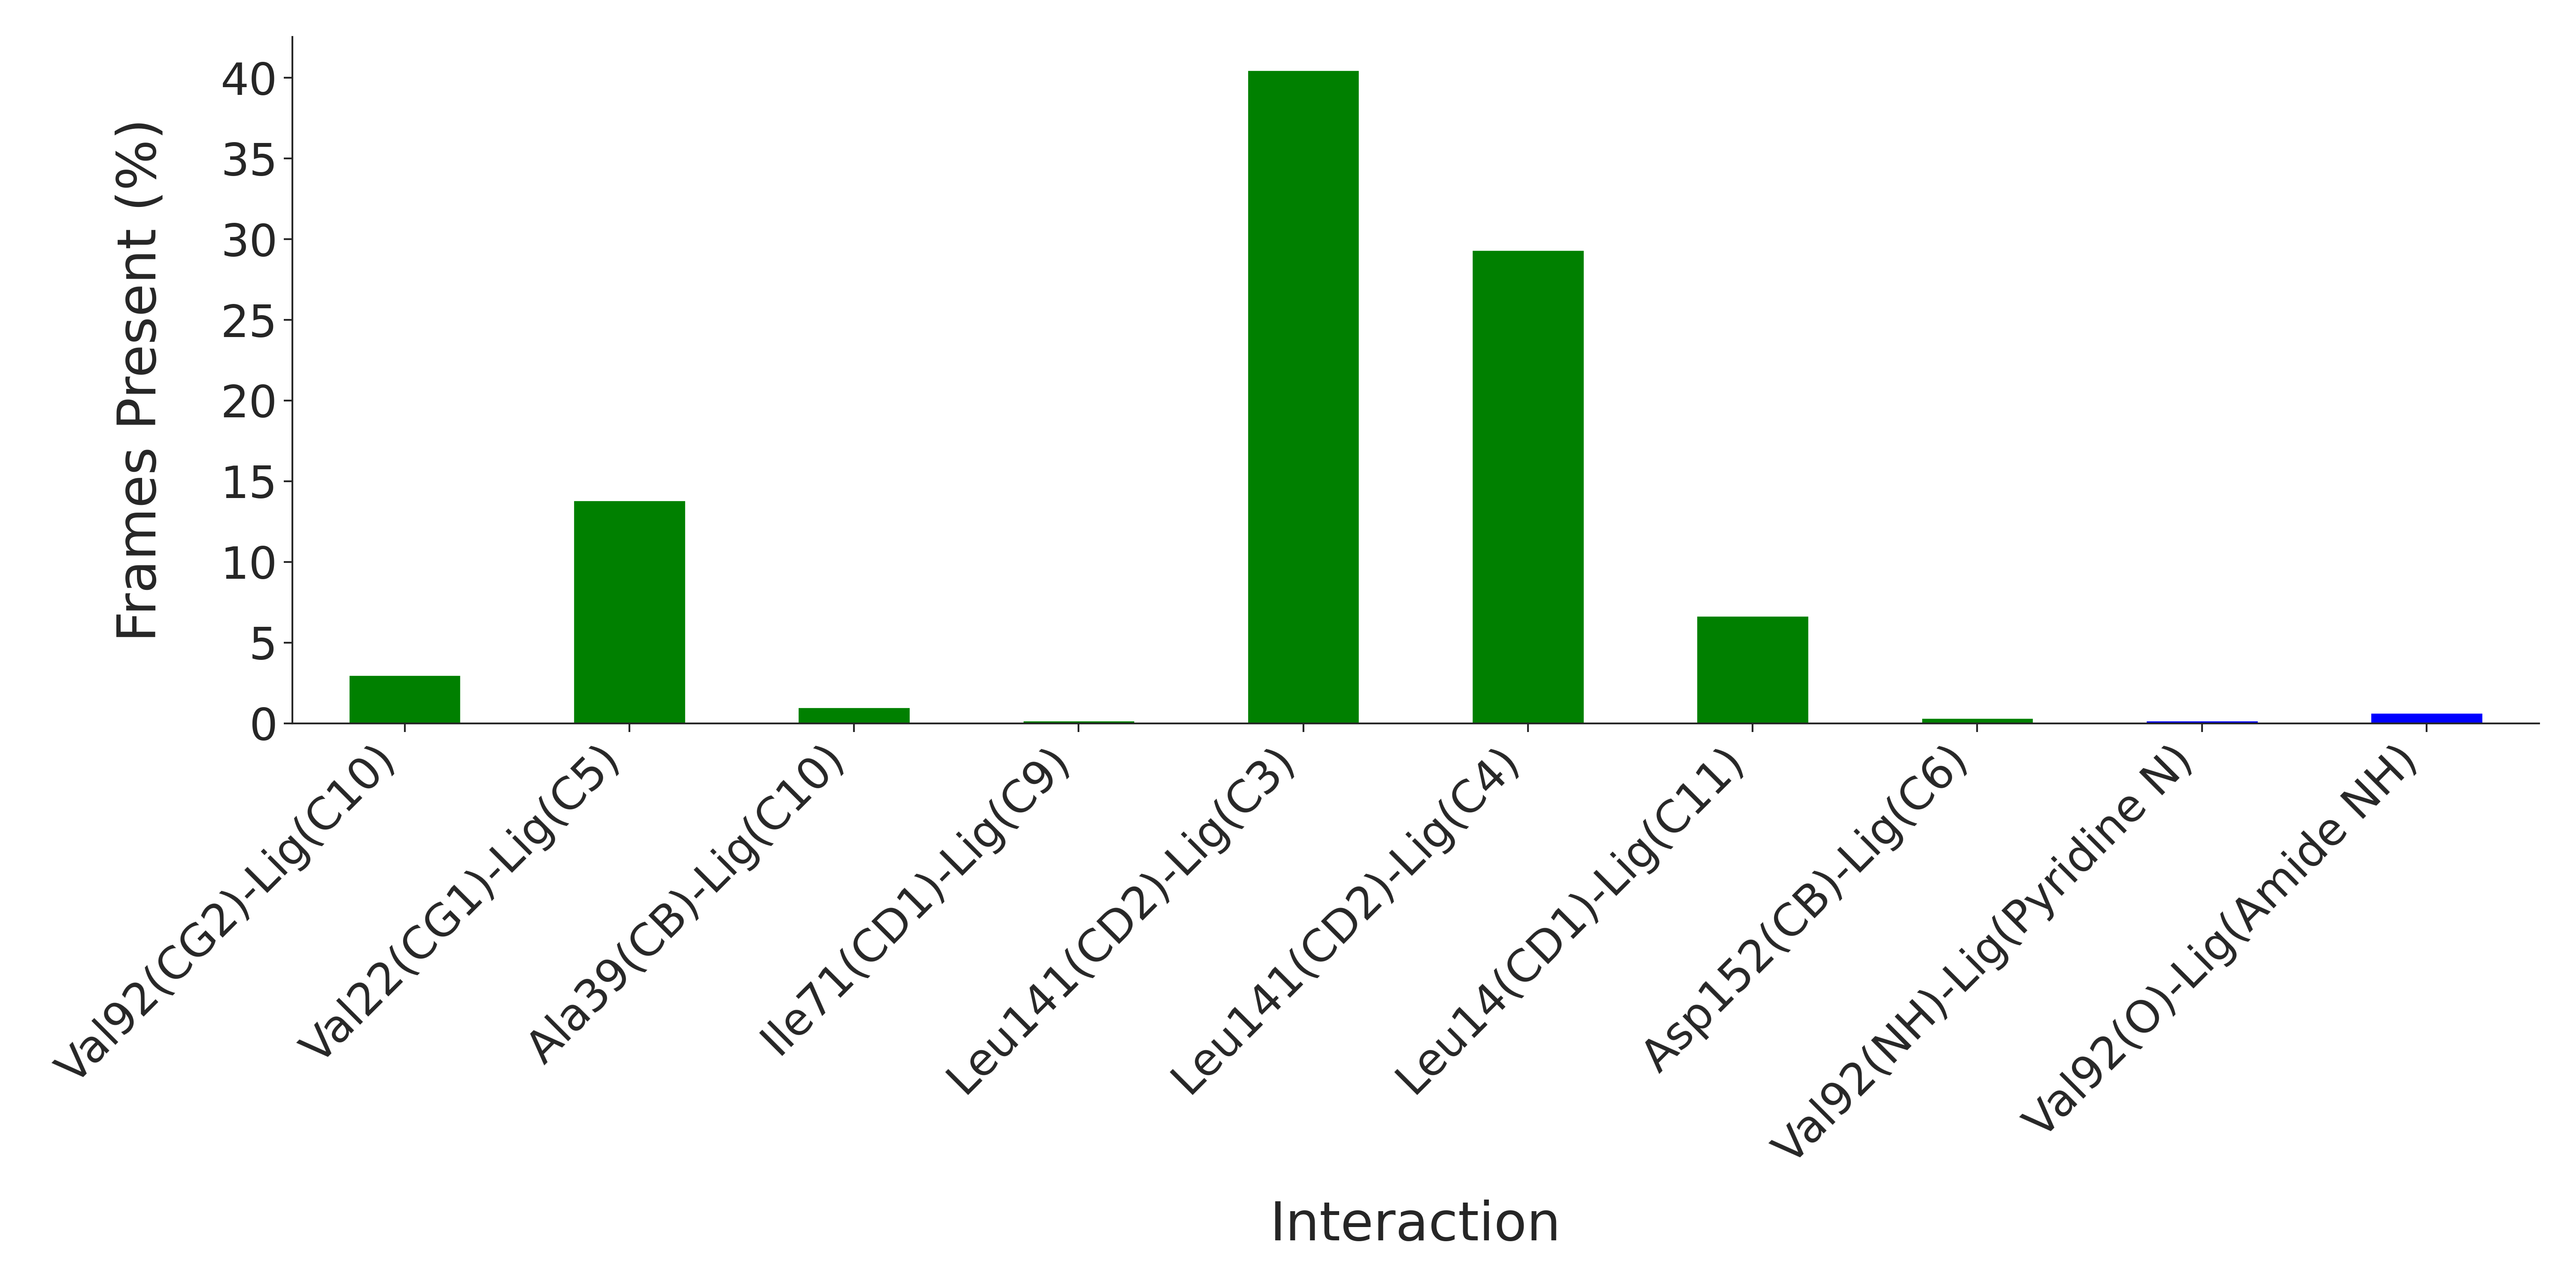 Frames Present (%)
40
35
30
25
20
15
10
5
0
Val92(CG2)-Lig(C10)
Val22(CG1)-Lig(C5)
Ala39(CB)-Lig(C10)
Ile71(CD1)-Lig(C9)
Leu141(CD2)-Lig(C3)
Leu141(CD2)-Lig(C4)
Leu14(CD1)-Lig(C11)
Asp152(CB)-Lig(C6)
Val92(NH)-Lig(Pyridine N)
Val92(O)-Lig(Amide NH)
Interaction